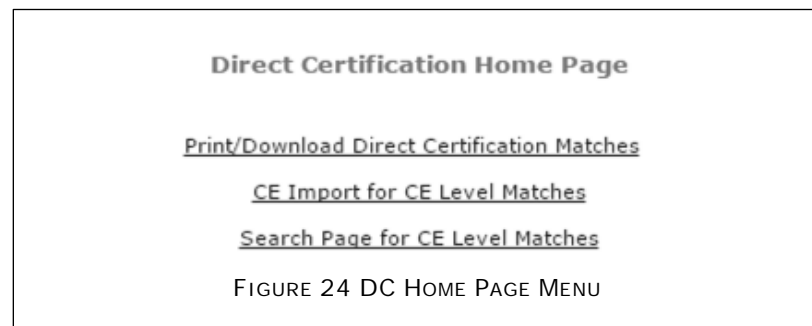 Direct Certification Home Page
Print/Download Direct Certification Matches
CE Import for CE Level Matches
Search Page for CE Level Matches
FIGURE 24 DC HOME PAGE MENU